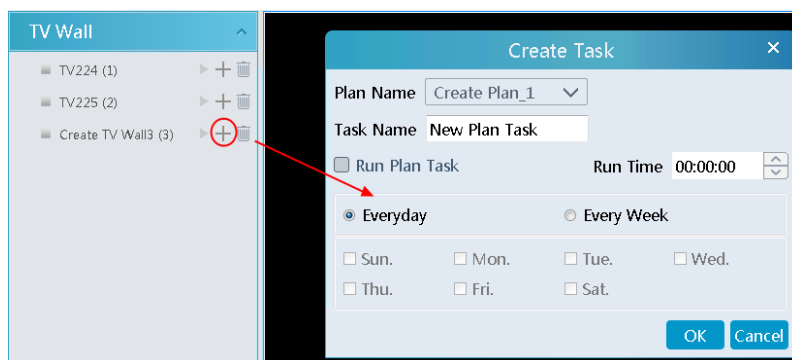 TV Wall
TV224 (1)
TV225 (2)
Create TV Wall3 (3)
Create Task
Plan Name Create Plan_1
Task Name New Plan Task
Run Plan Task Run Time 00:00:00
Everyday Every Week
Sun. Mon. Tue. Wed.
Thu. Fri. Sat.
OK Cancel